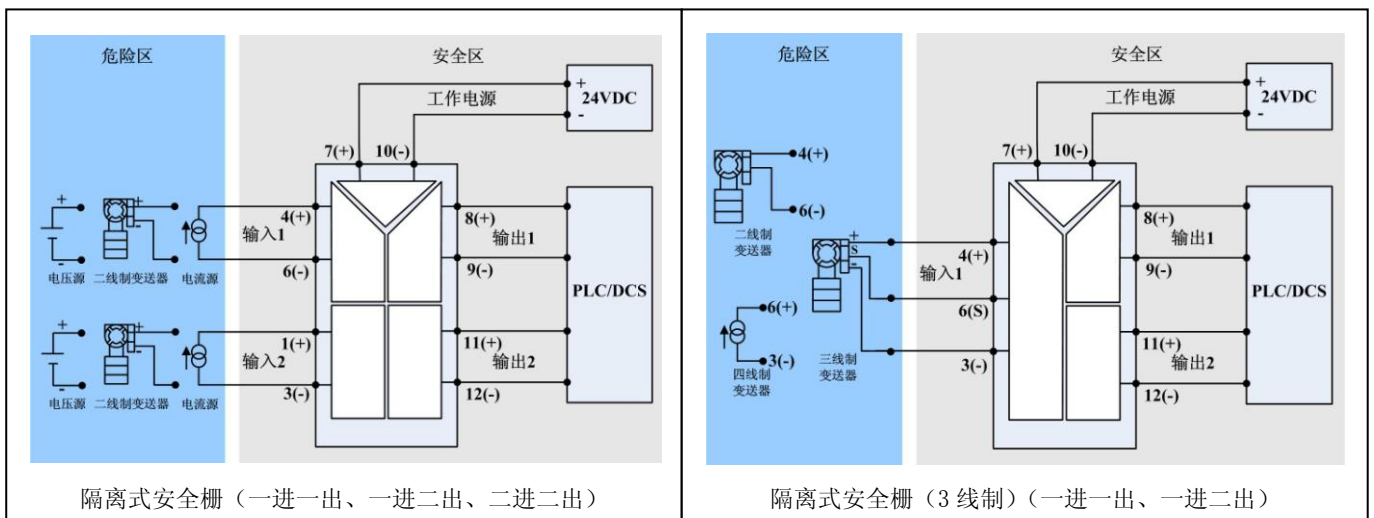 危险区
安全区
+
24VDC
-
工作电源
7(+) 10(-)
+
+
4(+)
8(+)
输入1
输出1
-
-
6(-)
9(-)
电压源 二线制变送器 电流源
PLC/DCS
+
+
1(+)
11(+)
输入2
输出2
-
-
3(-)
12(-)
电压源 二线制变送器 电流源
隔离式安全栅（一进一出、一进二出、二进二出）
危险区
安全区
+
24VDC
-
工作电源
7(+) 10(-)
4(+)
6(-)
二线制
变送器
+
S
-
4(+)
8(+)
输入1
输出1
9(-)
6(S)
PLC/DCS
6(+)
3(-)
四线制
变送器
三线制
变送器
3(-)
11(+)
输出2
12(-)
隔离式安全栅（3 线制）（一进一出、一进二出）